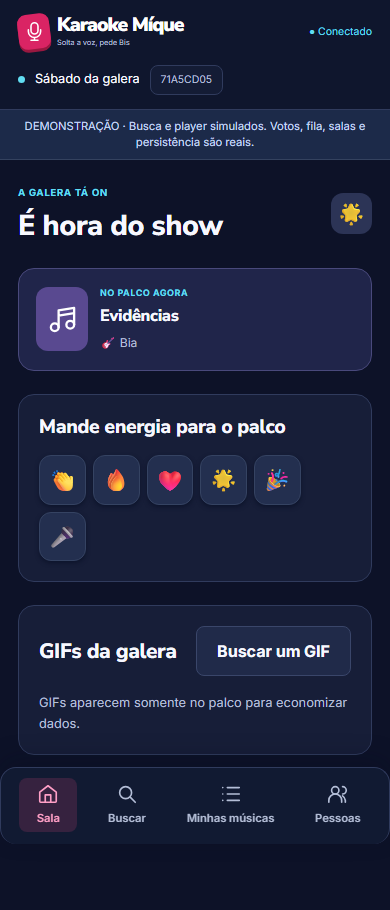 Karaoke Míque
Solta a voz, pede Bis
Conectado
Sábado da galera
71A5CD05
DEMONSTRAÇÃO · Busca e player simulados. Votos, fila, salas e
persistência são reais.
A GALERA TÁ ON
É hora do show
NO PALCO AGORA
Evidências
Bia
Mande energia para o palco
GIFs da galera
Buscar um GIF
GIFs aparecem somente no palco para economizar
dados.
Sala
Buscar
Minhas músicas
Pessoas